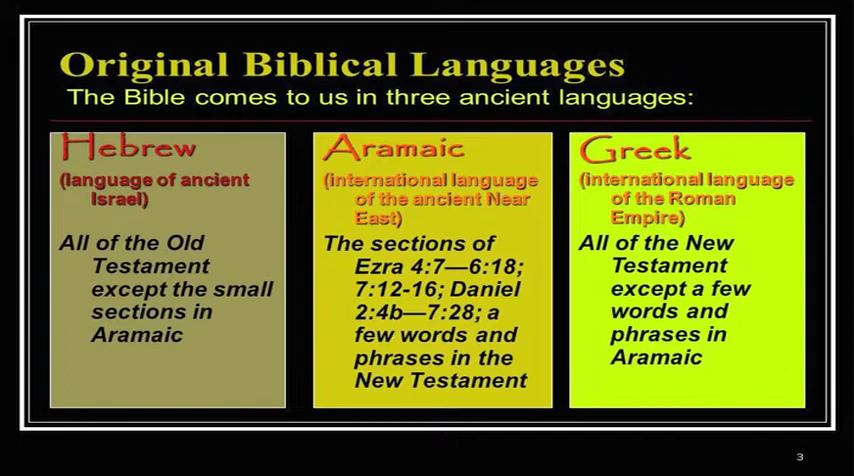 Original Biblical Languages
The Bible comes to us in three ancient languages:
Hebrew
(language of ancient
Israel)
All of the Old
Testament
except the small
sections in
Aramaic
Aramaic
(international language
of the ancient Near
East)
The sections of
Ezra 4:7—6:18;
7:12-16; Daniel
2:4b—7:28; a
few words and
phrases in the
New Testament
Greek
(international language
of the Roman
Empire)
All of the New
Testament
except a few
words and
phrases in
Aramaic
3